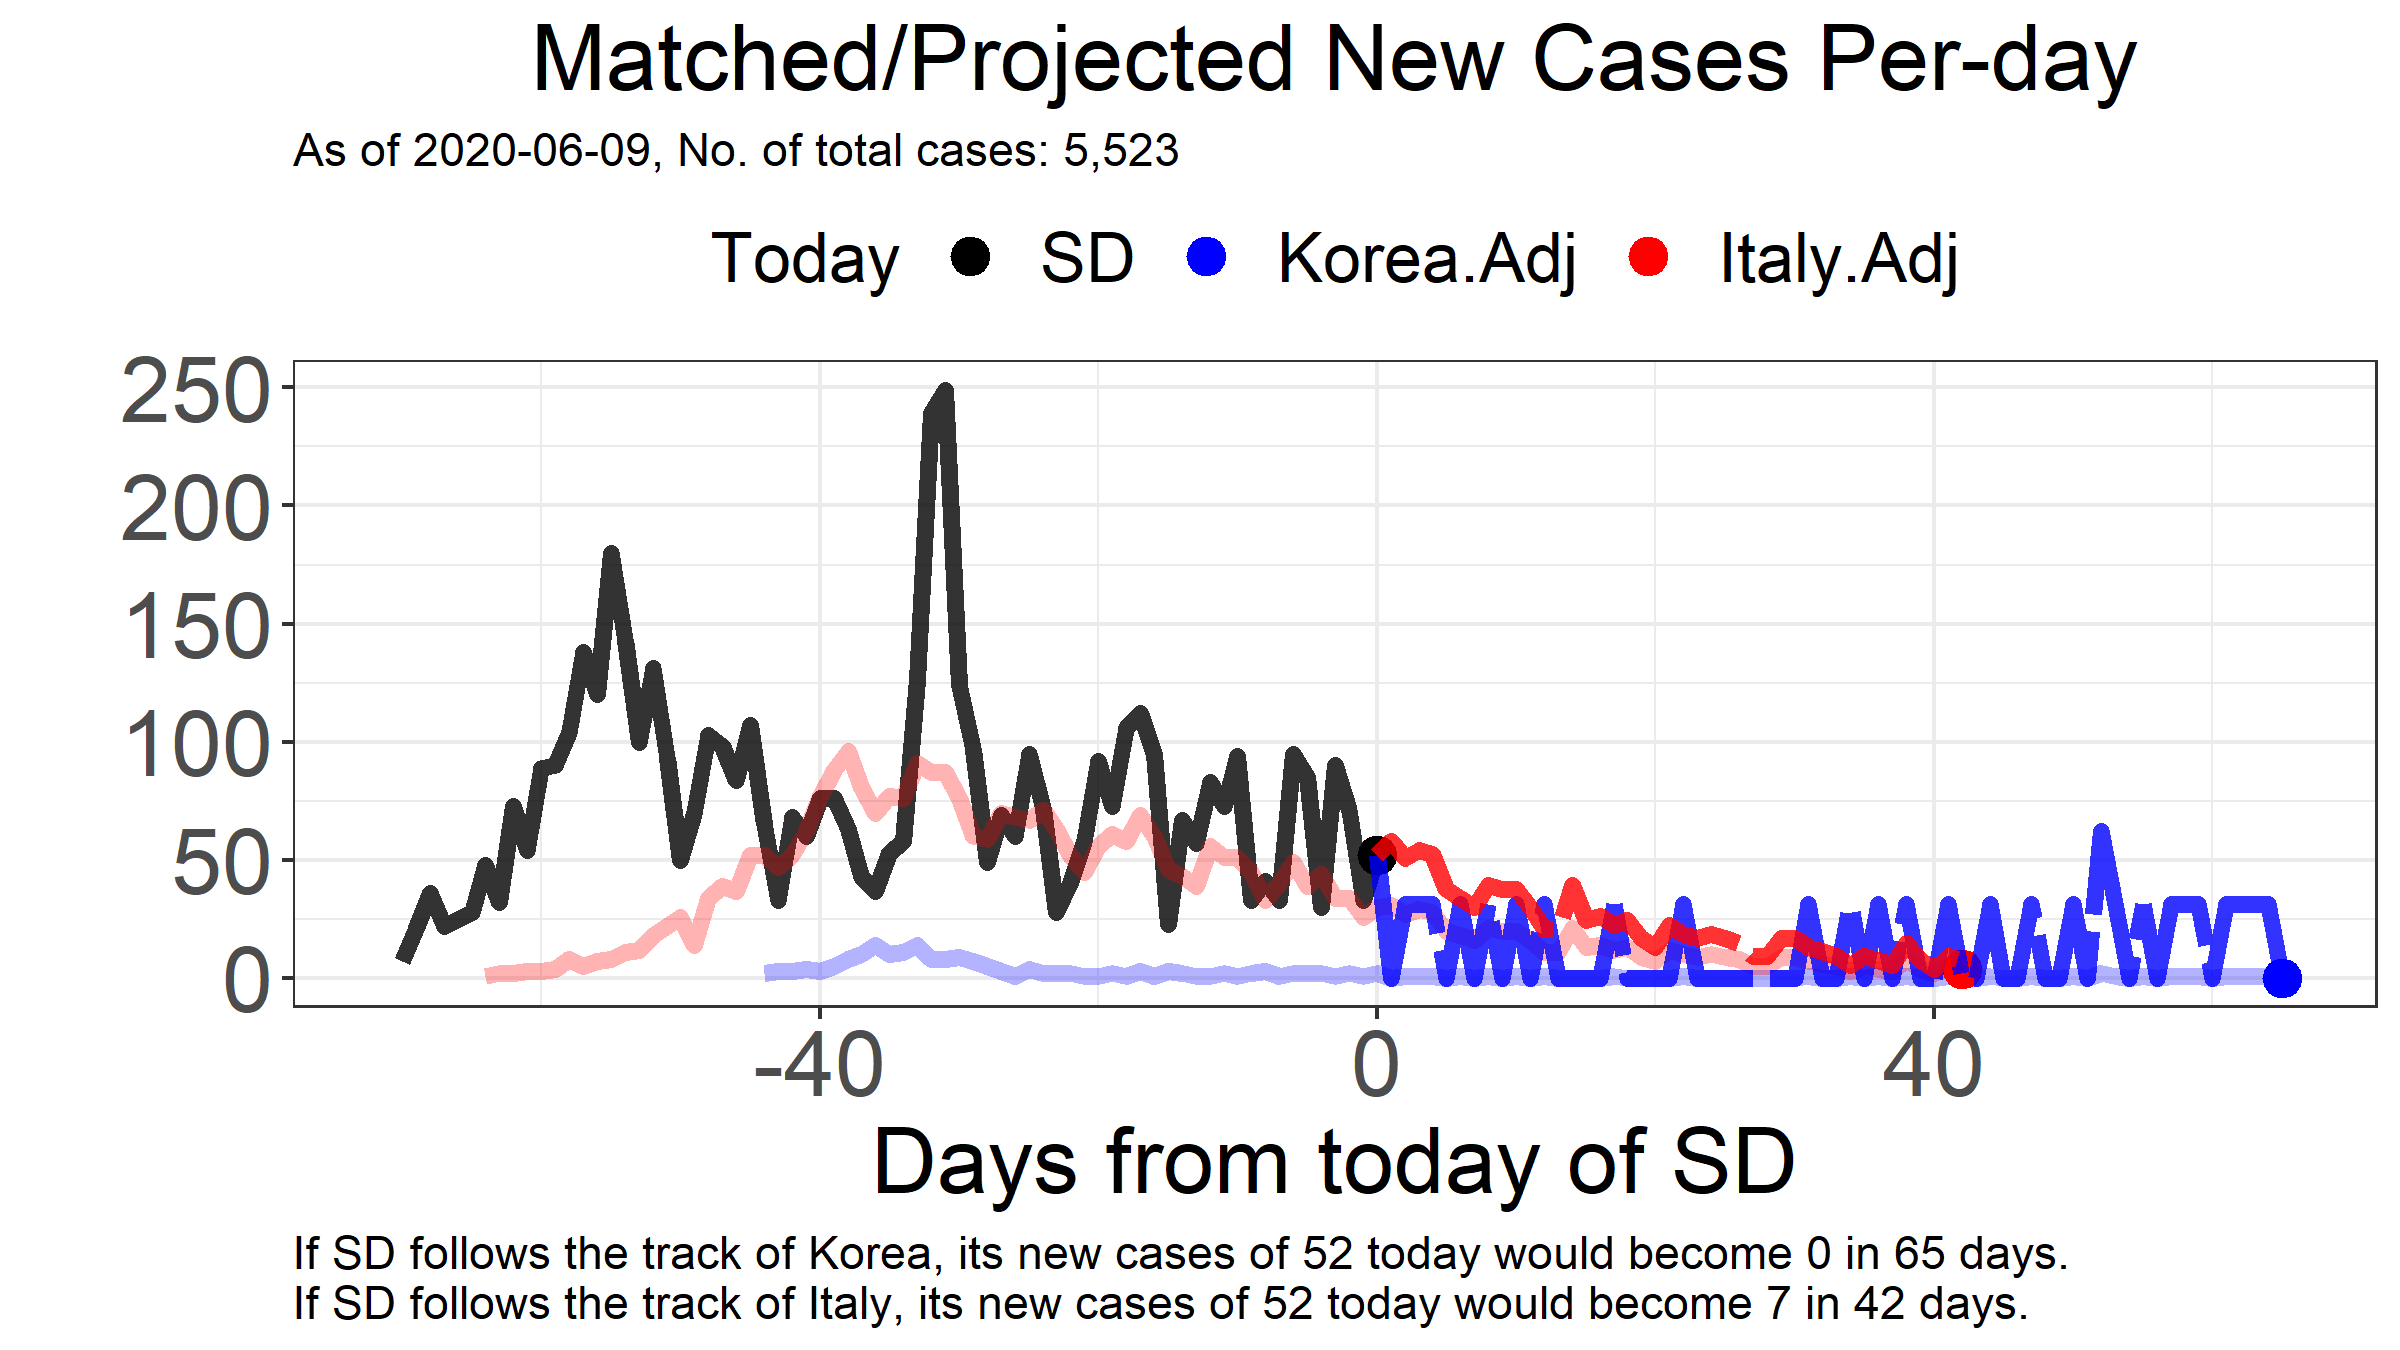 Matched/Projected New Cases Per-day
As of 2020-06-09, No. of total cases: 5,523
Today SD Korea.Adj Italy.Adj
250
200
150
100
50
0
-40 0 40
Days from today of SD
If SD follows the track of Korea, its new cases of 52 today would become 0 in 65 days.
If SD follows the track of Italy, its new cases of 52 today would become 7 in 42 days.